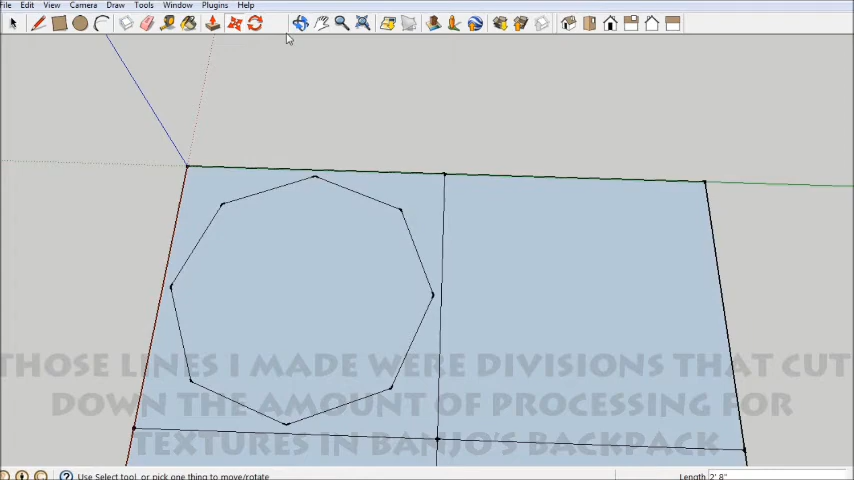 File Edit View Camera Draw Tools Window Plugins Help
THOSE LINES I MADE WERE DIVISIONS THAT CUT
DOWN THE AMOUNT OF PROCESSING FOR
TEXTURES IN BANJO'S BACKPACK
Use Select tool, or pick one thing to move/rotate
Length 2' 8"